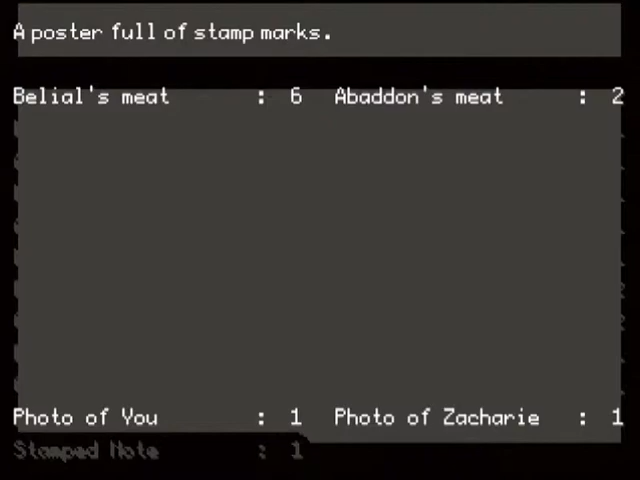 A poster full of stamp marks.
Belial's meat : 6 Abaddon's meat : 2
Photo of You : 1 Photo of Zacharie : 1
Stamped Note : 1